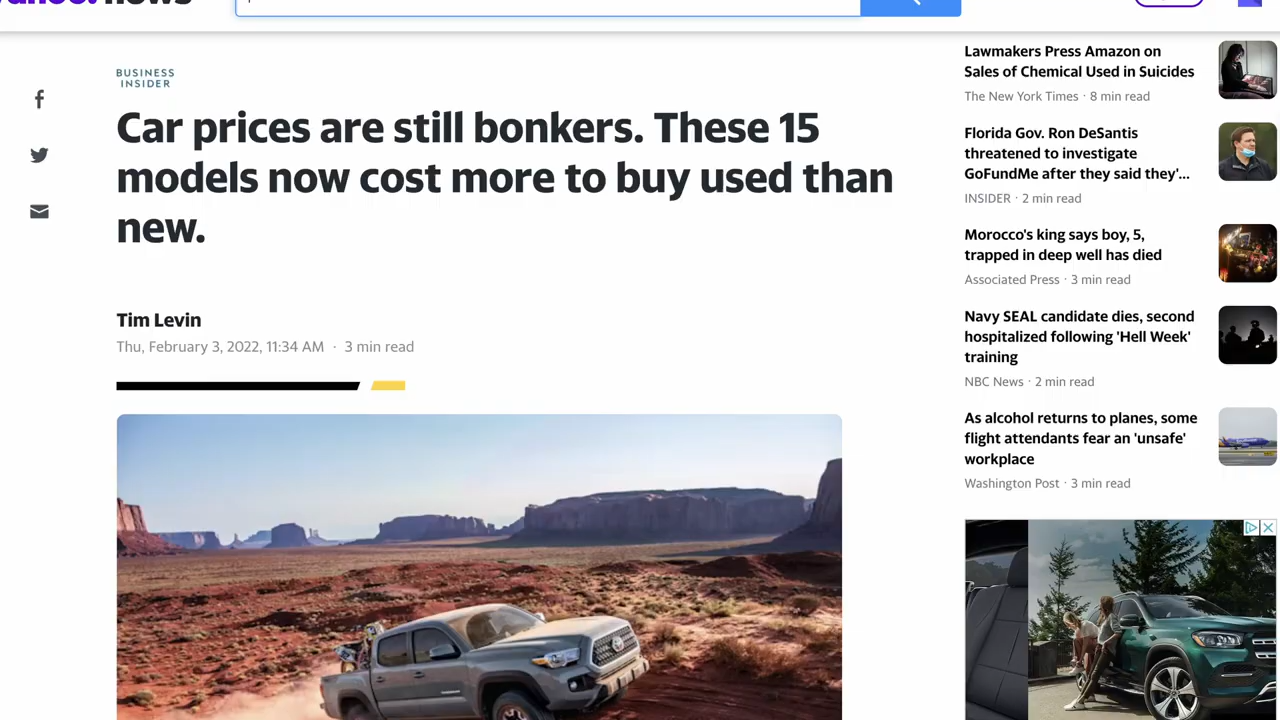 yahoo! news
BUSINESS
INSIDER
Car prices are still bonkers. These 15
models now cost more to buy used than
new.
Tim Levin
Thu, February 3, 2022, 11:34 AM · 3 min read
Lawmakers Press Amazon on
Sales of Chemical Used in Suicides
The New York Times · 8 min read
Florida Gov. Ron DeSantis
threatened to investigate
GoFundMe after they said they'...
INSIDER · 2 min read
Morocco's king says boy, 5,
trapped in deep well has died
Associated Press · 3 min read
Navy SEAL candidate dies, second
hospitalized following 'Hell Week'
training
NBC News · 2 min read
As alcohol returns to planes, some
flight attendants fear an 'unsafe'
workplace
Washington Post · 3 min read